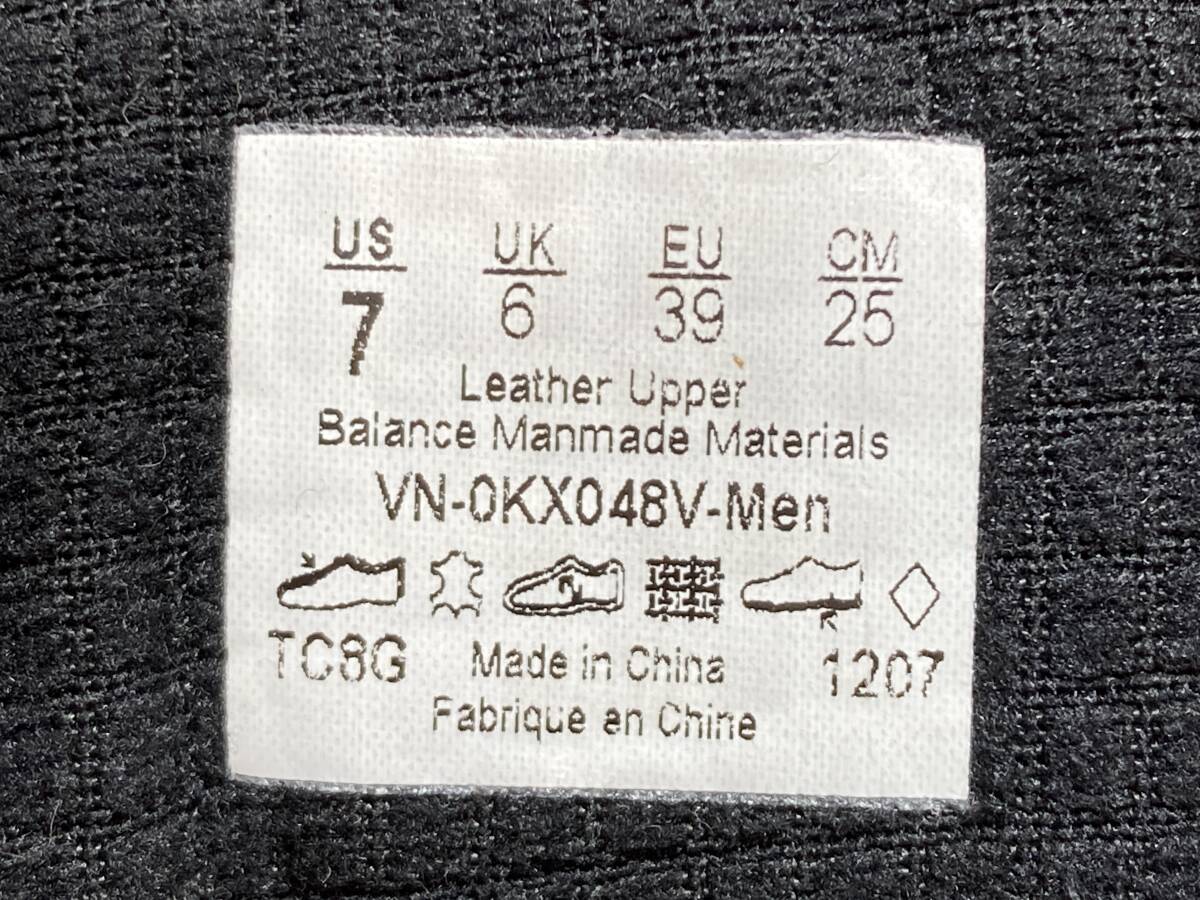 US UK EU CM
7 6 39 25
Leather Upper
Balance Manmade Materials
VN-0KX048V-Men
TC8G Made in China 1207
Fabrique en Chine